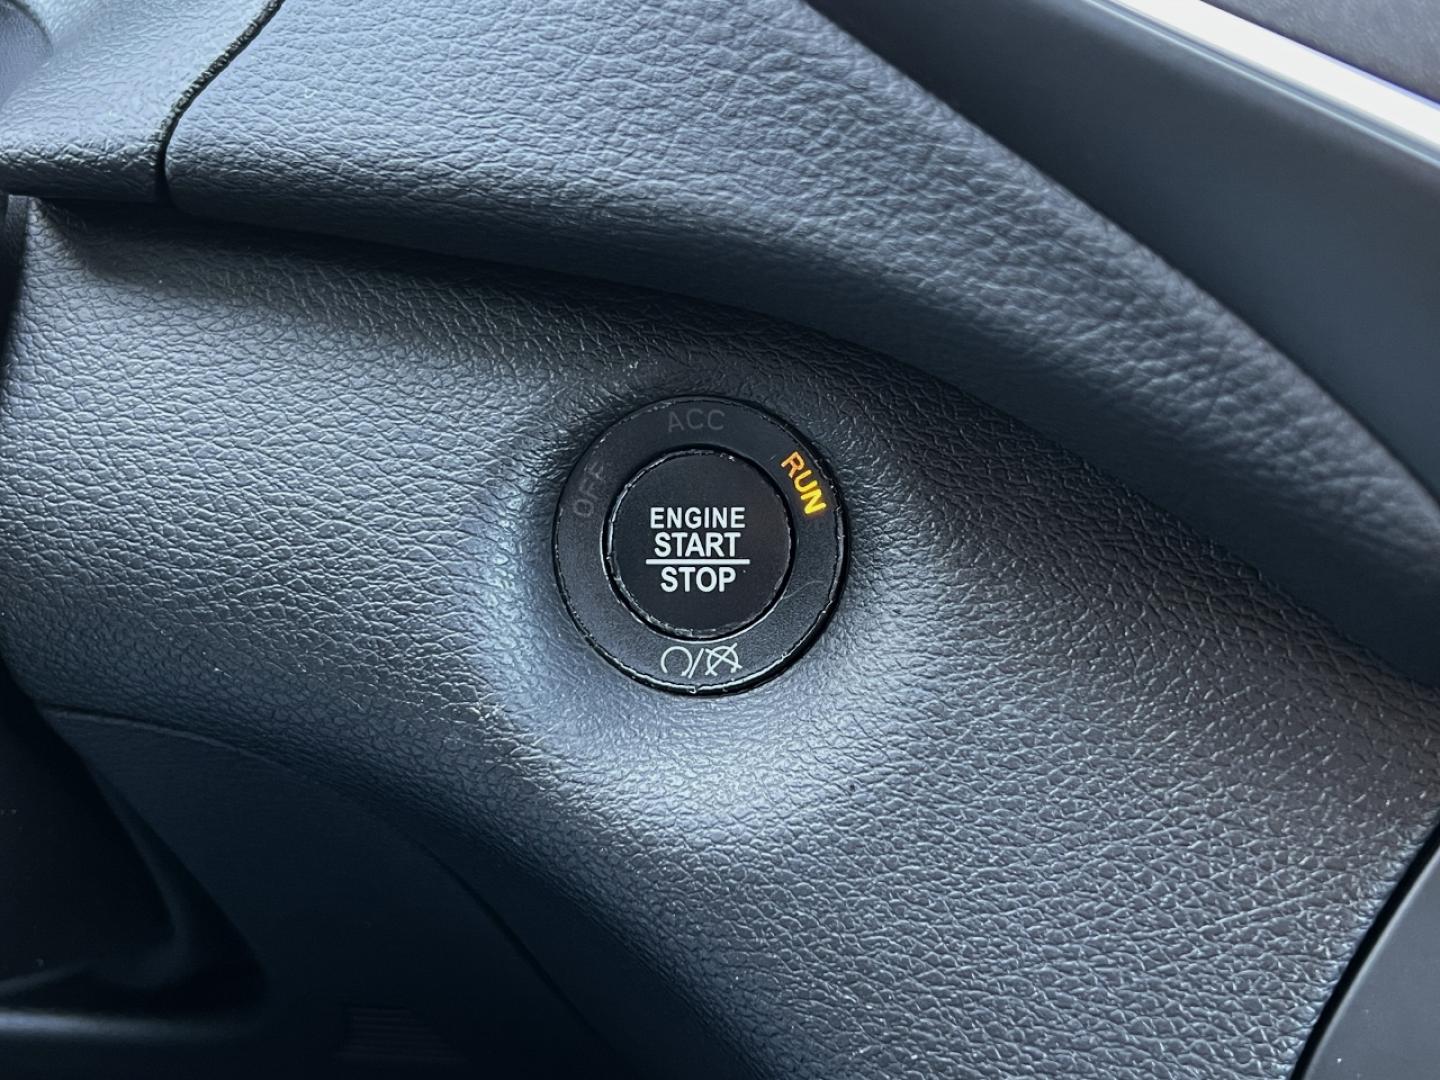 OFF
ACC
RUN
ENGINE
START
STOP